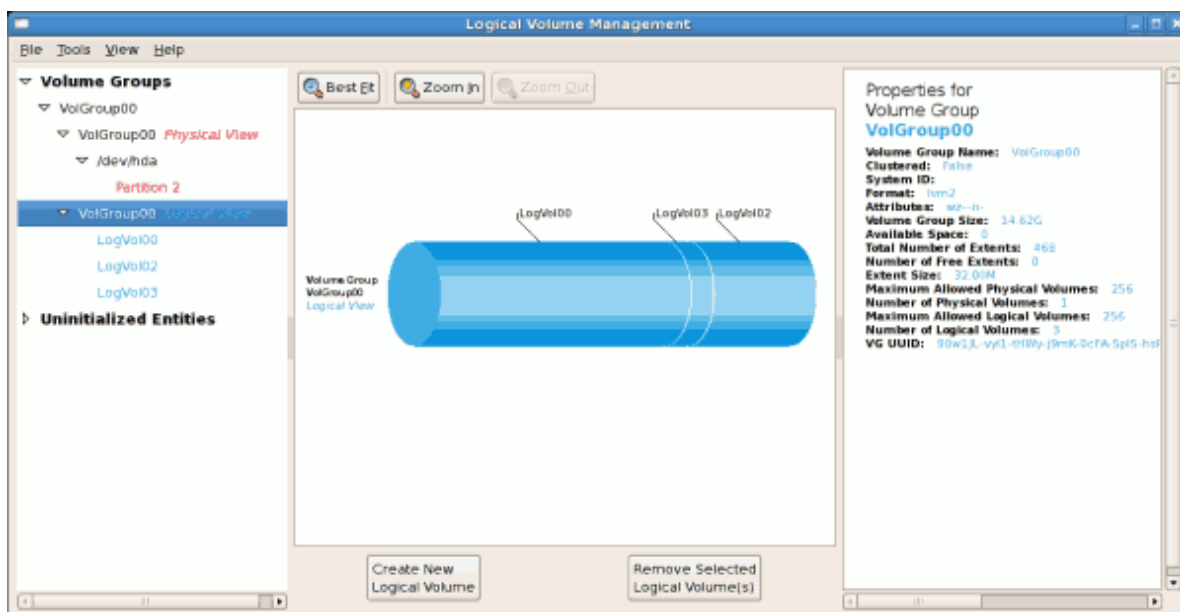 Logical Volume Management
File Tools View Help
Volume Groups
VolGroup00
VolGroup00 Physical View
/dev/hda
Partition 2
VolGroup00 Logical View
LogVol00
LogVol02
LogVol03
Uninitialized Entities
Best Fit Zoom In Zoom Out
LogVol00 LogVol03 LogVol02
Volume Group
VolGroup00
Logical View
Create New
Logical Volume
Remove Selected
Logical Volume(s)
Properties for
Volume Group
VolGroup00
Volume Group Name: VolGroup00
Clustered: False
System ID:
Format: lvm2
Attributes: wz--n-
Volume Group Size: 14.62G
Available Space: 0
Total Number of Extents: 468
Number of Free Extents: 0
Extent Size: 32.00M
Maximum Allowed Physical Volumes: 256
Number of Physical Volumes: 1
Maximum Allowed Logical Volumes: 256
Number of Logical Volumes: 3
VG UUID: